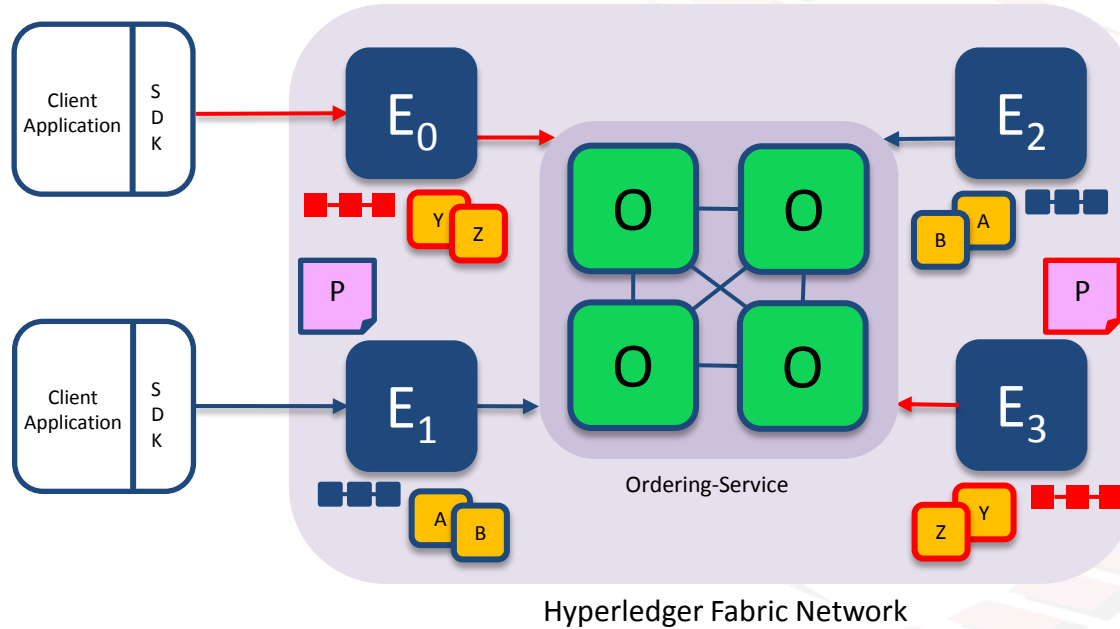 Client
Application
S
D
K
E0
Y
Z
P
Client
Application
S
D
K
E1
A
B
O
O
O
O
Ordering-Service
E2
B
A
P
E3
Z
Y
Hyperledger Fabric Network